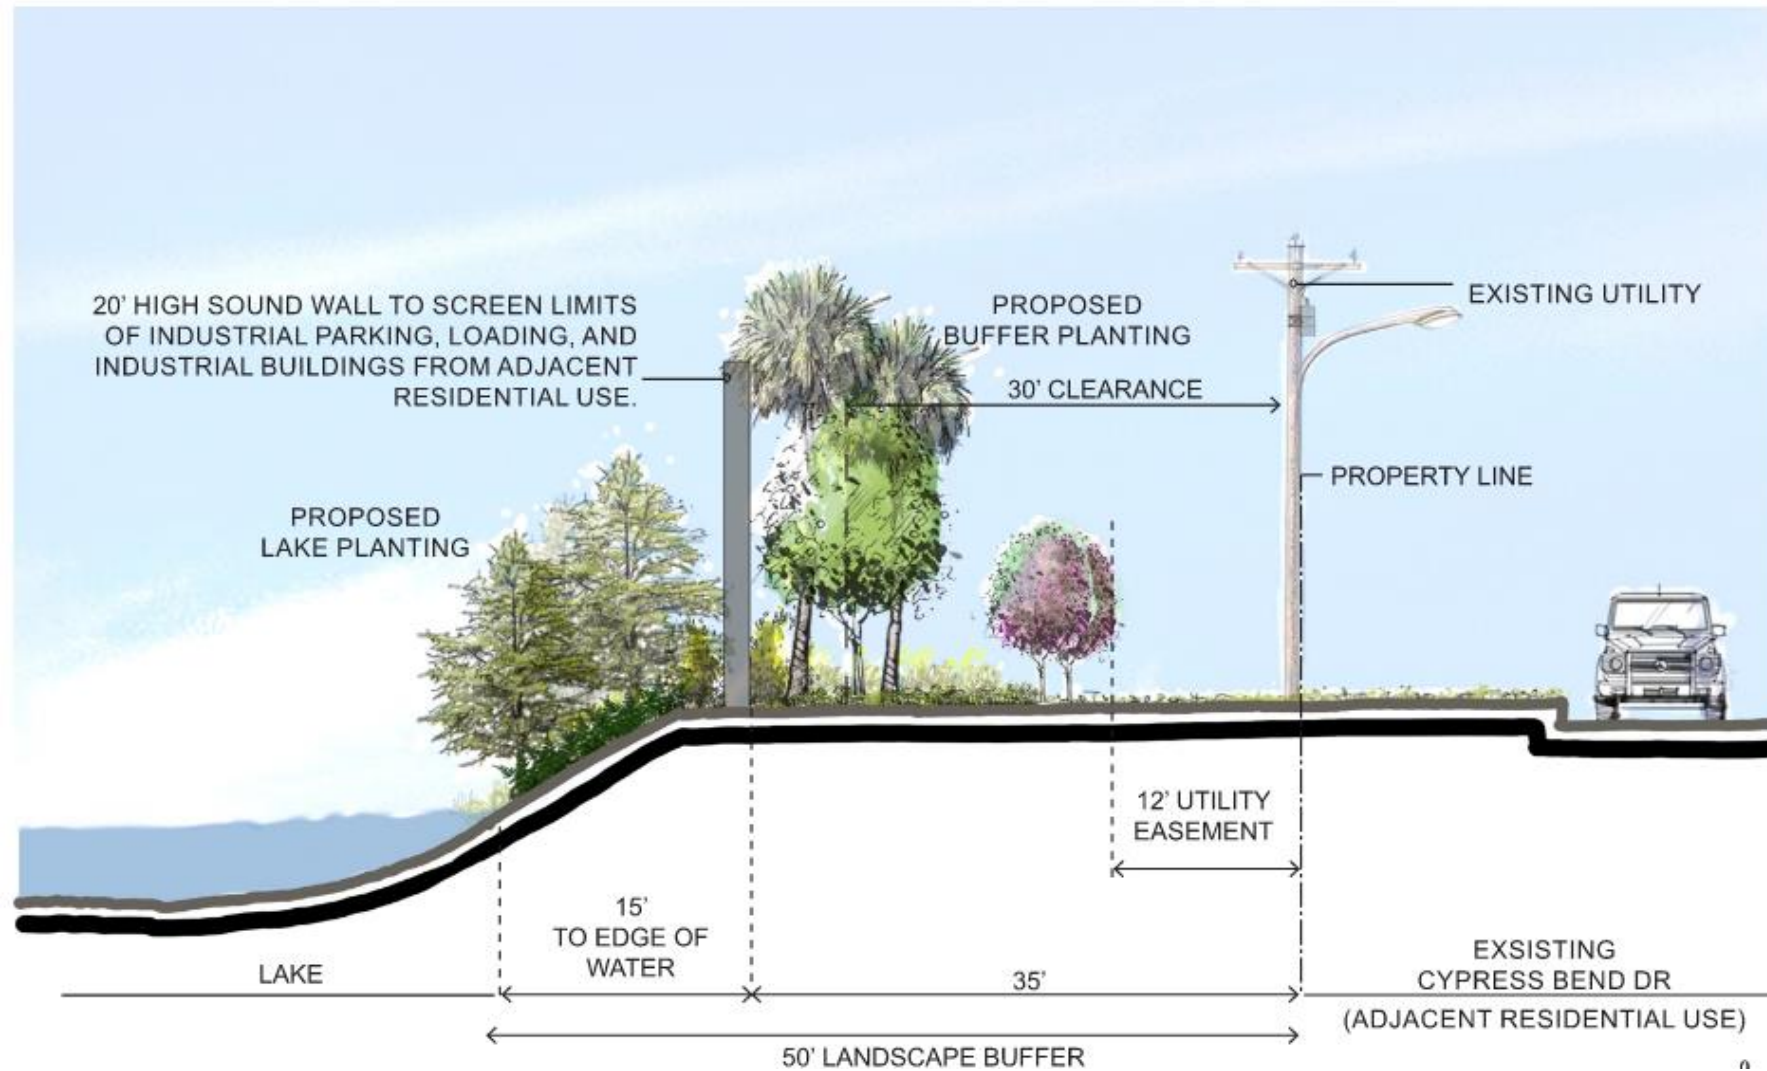 20’ HIGH SOUND WALL TO SCREEN LIMITS
OF INDUSTRIAL PARKING, LOADING, AND
INDUSTRIAL BUILDINGS FROM ADJACENT
RESIDENTIAL USE.
PROPOSED
BUFFER PLANTING
EXISTING UTILITY
30’ CLEARANCE
PROPERTY LINE
PROPOSED
LAKE PLANTING
12’ UTILITY
EASEMENT
15’
TO EDGE OF
WATER
LAKE
35’
EXSISTING
CYPRESS BEND DR
(ADJACENT RESIDENTIAL USE)
50’ LANDSCAPE BUFFER